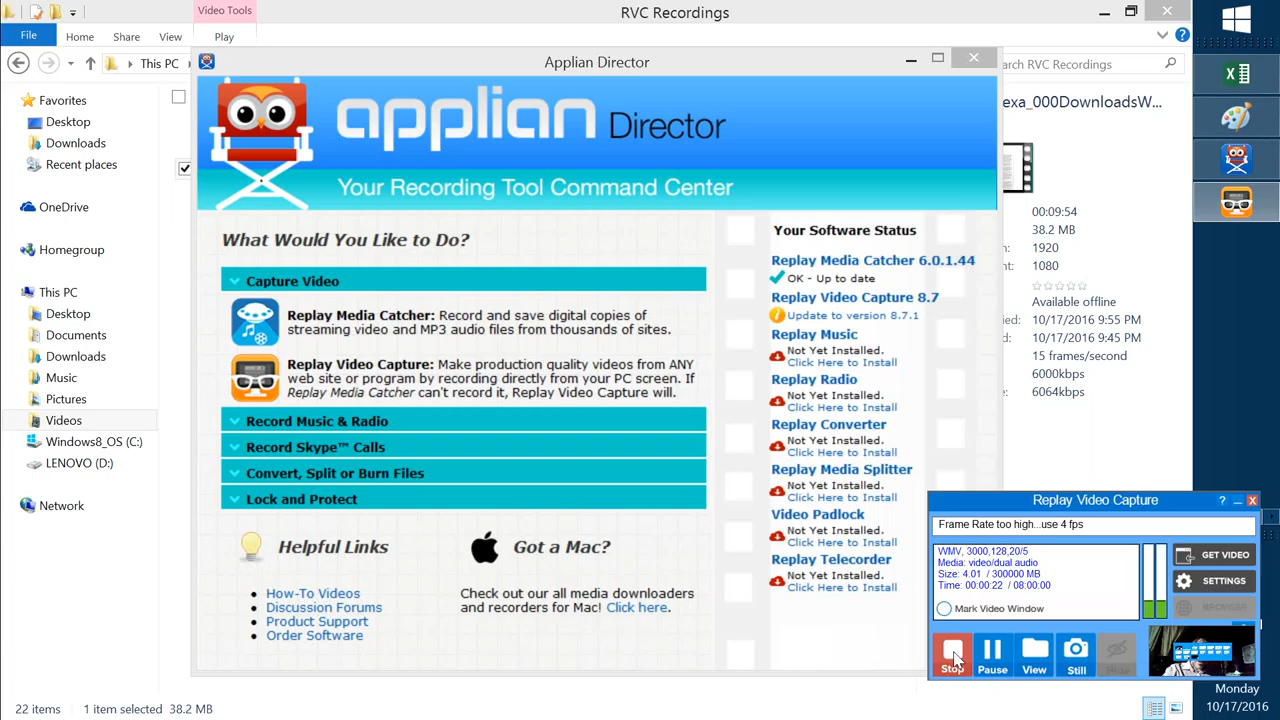 Video Tools
RVC Recordings
File
Home
Share
View
Play
This PC
Applian Director
arch RVC Recordings
Favorites
Desktop
Downloads
Recent places
OneDrive
Homegroup
This PC
Desktop
Documents
Downloads
Music
Pictures
Videos
Windows8_OS (C:)
LENOVO (D:)
Network
applian Director
Your Recording Tool Command Center
What Would You Like to Do?
Capture Video
Replay Media Catcher: Record and save digital copies of
streaming video and MP3 audio files from thousands of sites.
Replay Video Capture: Make production quality videos from ANY
web site or program by recording directly from your PC screen. If
Replay Media Catcher can't record it, Replay Video Capture will.
Record Music & Radio
Record Skype™ Calls
Convert, Split or Burn Files
Lock and Protect
Helpful Links
How-To Videos
Discussion Forums
Product Support
Order Software
Got a Mac?
Check out our all media downloaders
and recorders for Mac! Click here.
Your Software Status
Replay Media Catcher 6.0.1.44
OK - Up to date
Replay Video Capture 8.7
Update to version 8.7.1
Replay Music
Not Yet Installed.
Click Here to Install
Replay Radio
Not Yet Installed.
Click Here to Install
Replay Converter
Not Yet Installed.
Click Here to Install
Replay Media Splitter
Not Yet Installed.
Click Here to Install
Video Padlock
Not Yet Installed.
Click Here to Install
Replay Telecorder
Not Yet Installed.
Click Here to Install
exa_000DownloadsW...
00:09:54
38.2 MB
1920
1080
Available offline
10/17/2016 9:55 PM
10/17/2016 9:45 PM
15 frames/second
6000kbps
6064kbps
Replay Video Capture
Frame Rate too high...use 4 fps
WMV, 3000,128,20/5
Media: video/dual audio
Size: 4.01 / 300000 MB
Time: 00:00:22 / 08:00:00
Mark Video Window
GET VIDEO
SETTINGS
BROWSER
Stop
Pause
View
Still
Hide
22 items
1 item selected 38.2 MB
Monday
10/17/2016